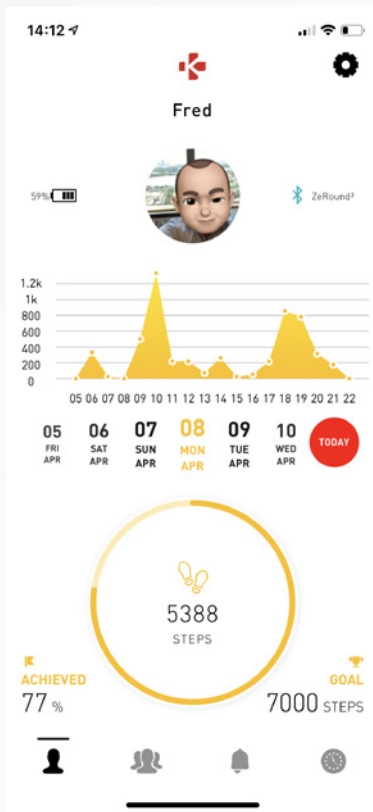 14:12
Fred
59%
ZeRound³
1.2k
1k
800
600
400
200
0
05 06 07 08 09 10 11 12 13 14 15 16 17 18 19 20 21 22
05 06 07 08 09 10
FRI SAT SUN MON TUE WED
APR APR APR APR APR APR
TODAY
5388
STEPS
ACHIEVED
77 %
GOAL
7000 STEPS